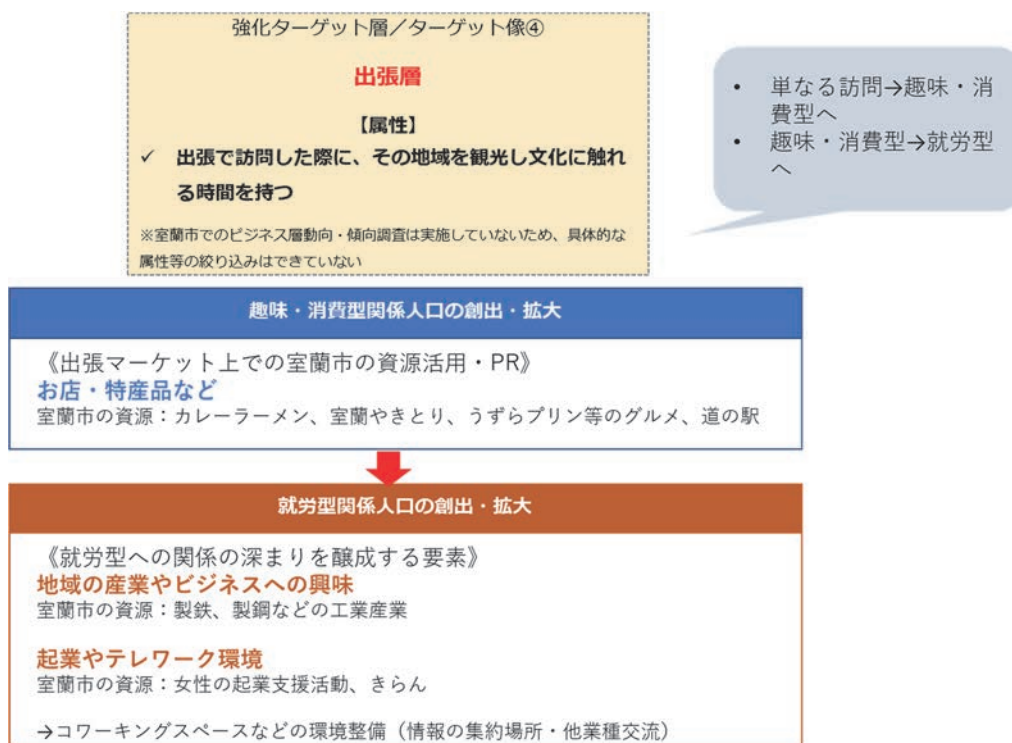 強化ターゲット層／ターゲット像④
出張層
【属性】
✓ 出張で訪問した際に、その地域を観光し文化に触れ
る時間を持つ
※室蘭市でのビジネス層動向・傾向調査は実施していないため、具体的な
属性等の絞り込みはできていない
• 単なる訪問→趣味・消
費型へ
• 趣味・消費型→就労型
へ
趣味・消費型関係人口の創出・拡大
《出張マーケット上での室蘭市の資源活用・PR》
お店・特産品など
室蘭市の資源：カレーラーメン、室蘭やきとり、うずらプリン等のグルメ、道の駅
就労型関係人口の創出・拡大
《就労型への関係の深まりを醸成する要素》
地域の産業やビジネスへの興味
室蘭市の資源：製鉄、製鋼などの工業産業
起業やテレワーク環境
室蘭市の資源：女性の起業支援活動、きらん
→コワーキングスペースなどの環境整備（情報の集約場所・他業種交流）